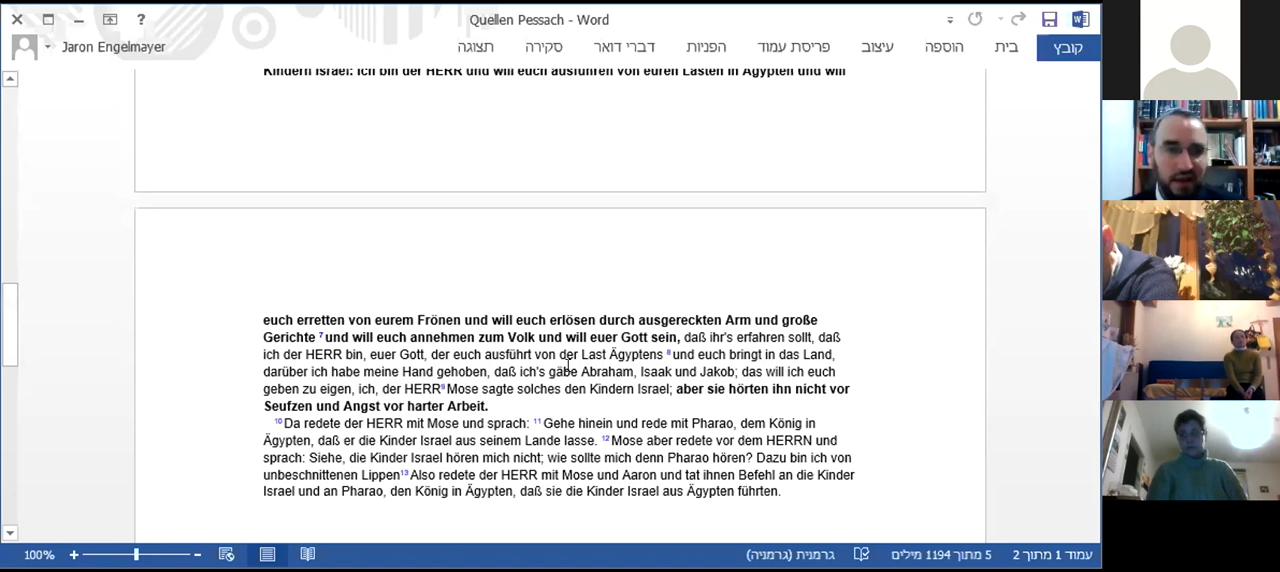 Quellen Pessach - Word
Jaron Engelmayer
קובץ בית הוספה עיצוב פריסת עמוד הפניות דברי דואר סקירה תצוגה
Kindern Israel: Ich bin der HERR und will euch ausführen von euren Lasten in Ägypten und will
euch erretten von eurem Frönen und will euch erlösen durch ausgereckten Arm und große
Gerichte 7 und will euch annehmen zum Volk und will euer Gott sein, daß ihr's erfahren sollt, daß
ich der HERR bin, euer Gott, der euch ausführt von der Last Ägyptens 8 und euch bringt in das Land,
darüber ich habe meine Hand gehoben, daß ich's gäbe Abraham, Isaak und Jakob; das will ich euch
geben zu eigen, ich, der HERR 9 Mose sagte solches den Kindern Israel; aber sie hörten ihn nicht vor
Seufzen und Angst vor harter Arbeit.
10 Da redete der HERR mit Mose und sprach: 11 Gehe hinein und rede mit Pharao, dem König in
Ägypten, daß er die Kinder Israel aus seinem Lande lasse. 12 Mose aber redete vor dem HERRN und
sprach: Siehe, die Kinder Israel hören mich nicht; wie sollte mich denn Pharao hören? Dazu bin ich von
unbeschnittenen Lippen 13 Also redete der HERR mit Mose und Aaron und tat ihnen Befehl an die Kinder
Israel und an Pharao, den König in Ägypten, daß sie die Kinder Israel aus Ägypten führten.
עמוד 1 מתוך 2 5 מתוך 1194 מילים גרמנית (גרמניה) 100%